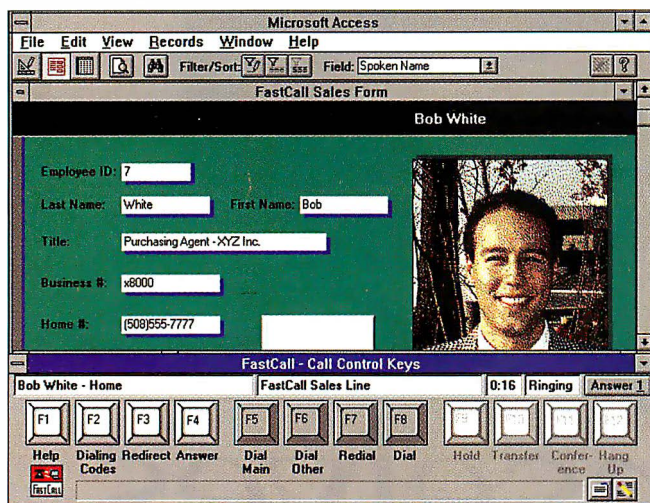 Microsoft Access
File Edit View Records Window Help
Filter/Sort: Field: Spoken Name
FastCall Sales Form
Bob White
Employee ID: 7
Last Name: White First Name: Bob
Title: Purchasing Agent - XYZ Inc.
Business #: x8000
Home #: (508)555-7777
FastCall - Call Control Keys
Bob White - Home FastCall Sales Line 0:16 Ringing Answer 1
F1 F2 F3 F4 F5 F6 F7 F8
Help Dialing Redirect Answer Dial Dial Redial Dial Hold Transfer Confer- Hang
Codes Main Other ence Up
FASTCALL